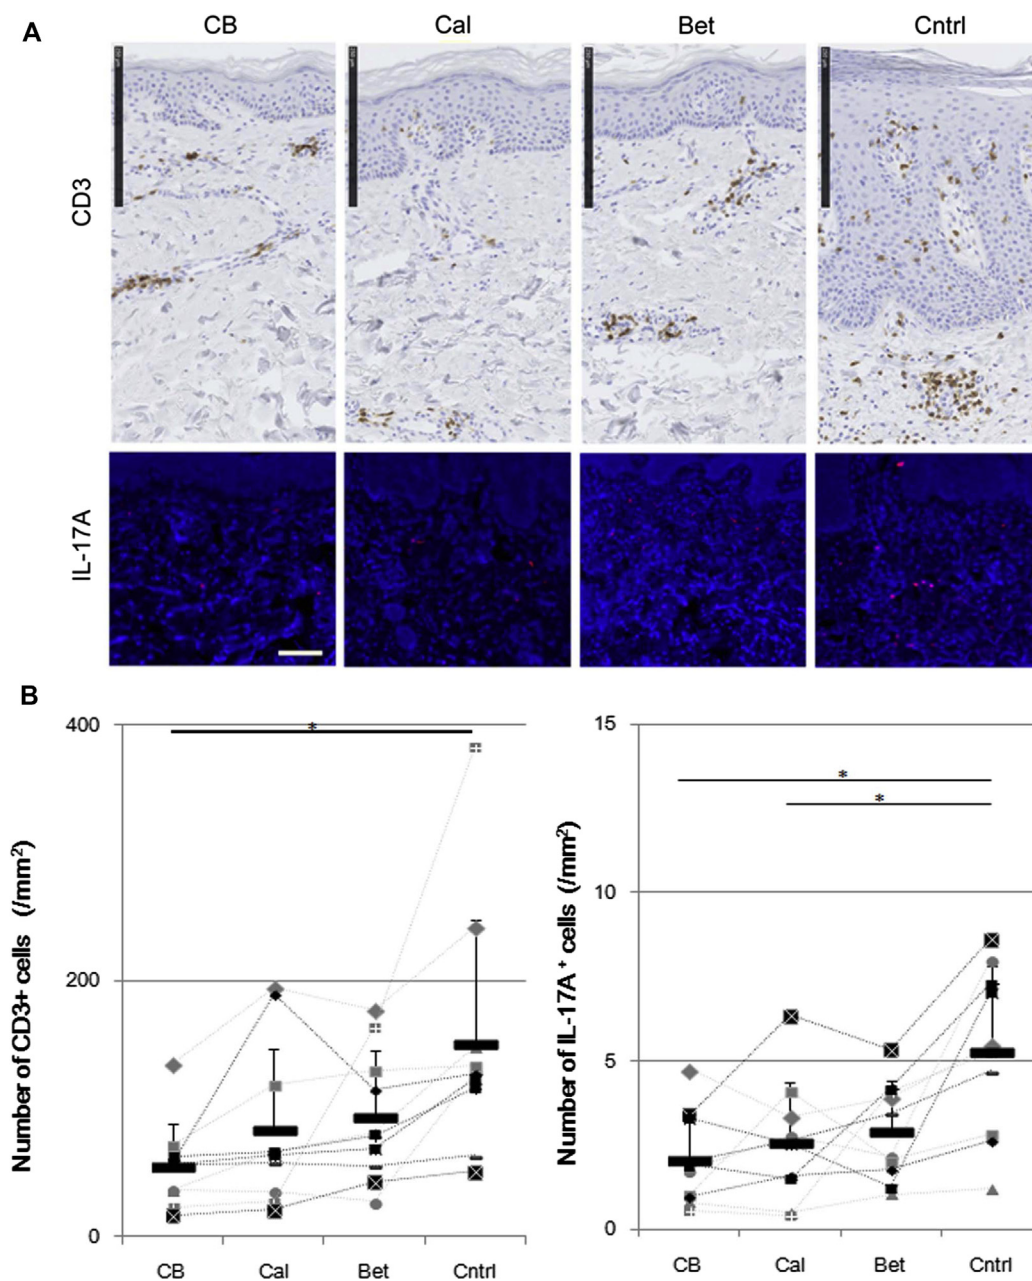 A
CB Cal Bet Cntrl
CD3
IL-17A
B
Number of CD3+ cells (/mm²)
400
200
0
*
CB Cal Bet Cntrl
Number of IL-17A⁺ cells (/mm²)
15
10
5
0
*
*
CB Cal Bet Cntrl